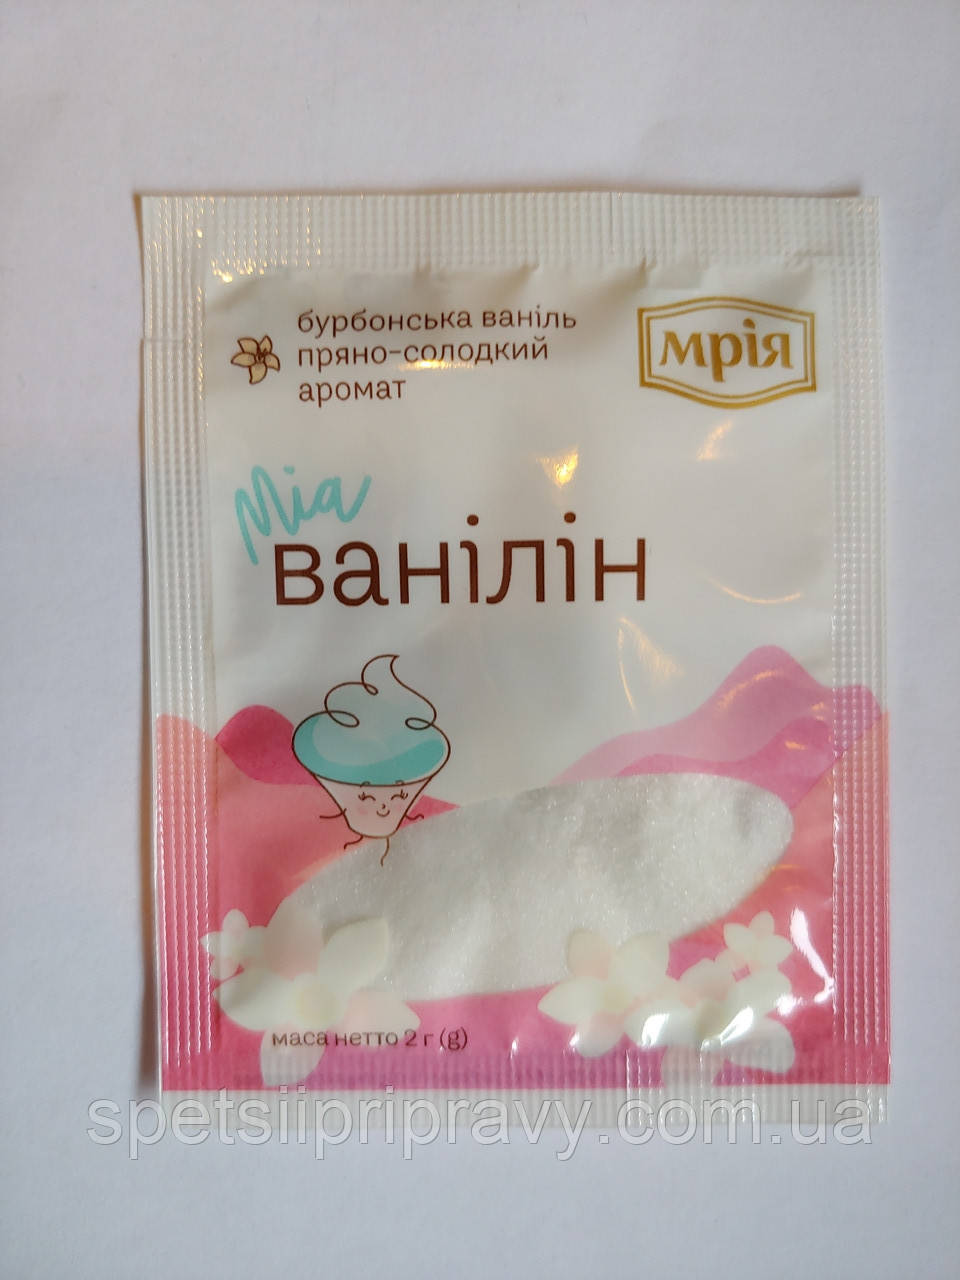 бурбонська ваніль
пряно-солодкий
аромат
мрія
Mia
ванілін
маса нетто 2 г (g)
spetsiipripravy.com.ua